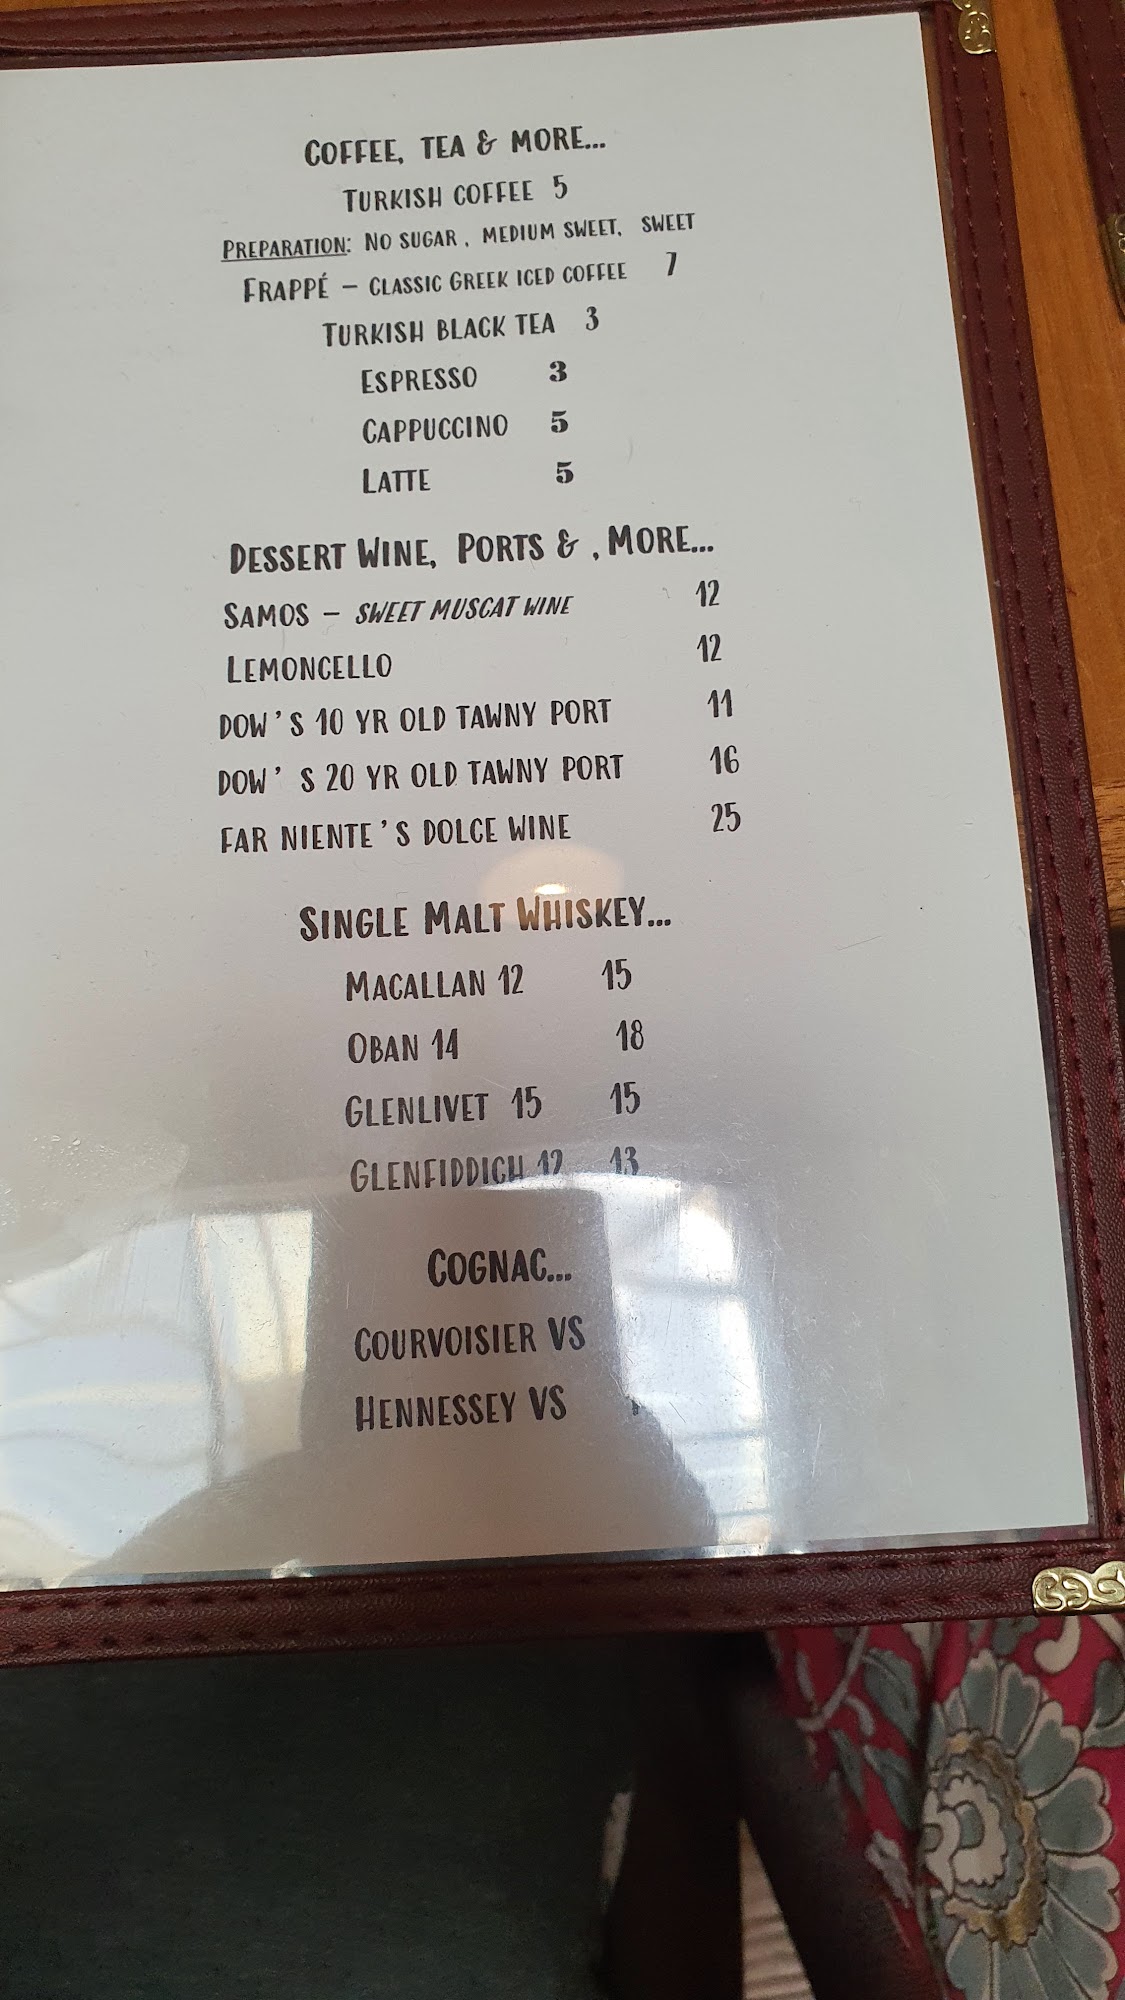 Coffee, tea & more...
Turkish coffee 5
Preparation: No sugar, medium sweet, sweet
Frappé – classic Greek iced coffee 7
Turkish black tea 3
Espresso 3
Cappuccino 5
Latte 5
Dessert Wine, Ports & , More...
Samos – sweet muscat wine 12
Lemoncello 12
Dow's 10 yr old tawny port 11
Dow' s 20 yr old tawny port 16
Far Niente's Dolce wine 25
Single Malt Whiskey...
Macallan 12 15
Oban 14 18
Glenlivet 15 15
Glenfiddich 12 13
Cognac...
Courvoisier VS
Hennessey VS